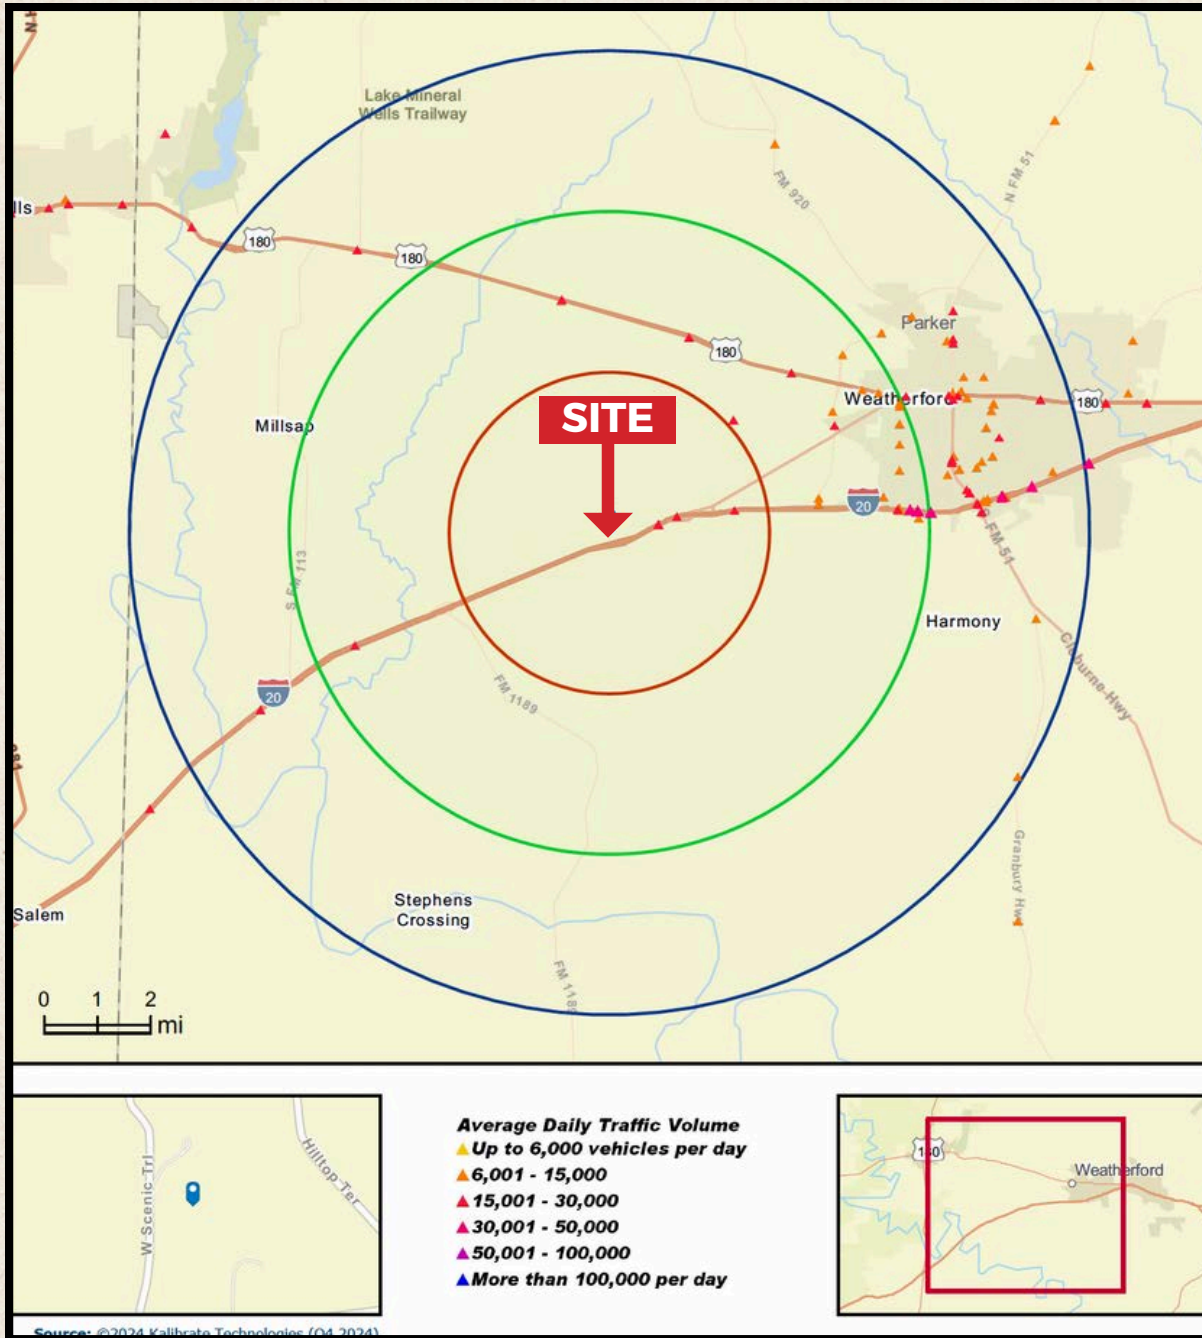 N
Lake Mineral
Wells Trailway
N FM 51
FM 920
lls
180
180
Parker
180
SITE
Weatherford
180
Millsap
20
S FM 113
S FM 51
Harmony
Cleburne Hwy
20
FM 1189
281
Granbury Hwy
Salem
Stephens
Crossing
FM 1189
0 1 2
mi
W Scenic Trl
Hilltop Ter
Average Daily Traffic Volume
Up to 6,000 vehicles per day
6,001 - 15,000
15,001 - 30,000
30,001 - 50,000
50,001 - 100,000
More than 100,000 per day
180
Weatherford
Source: ©2024 Kalibrate Technologies (Q4 2024)